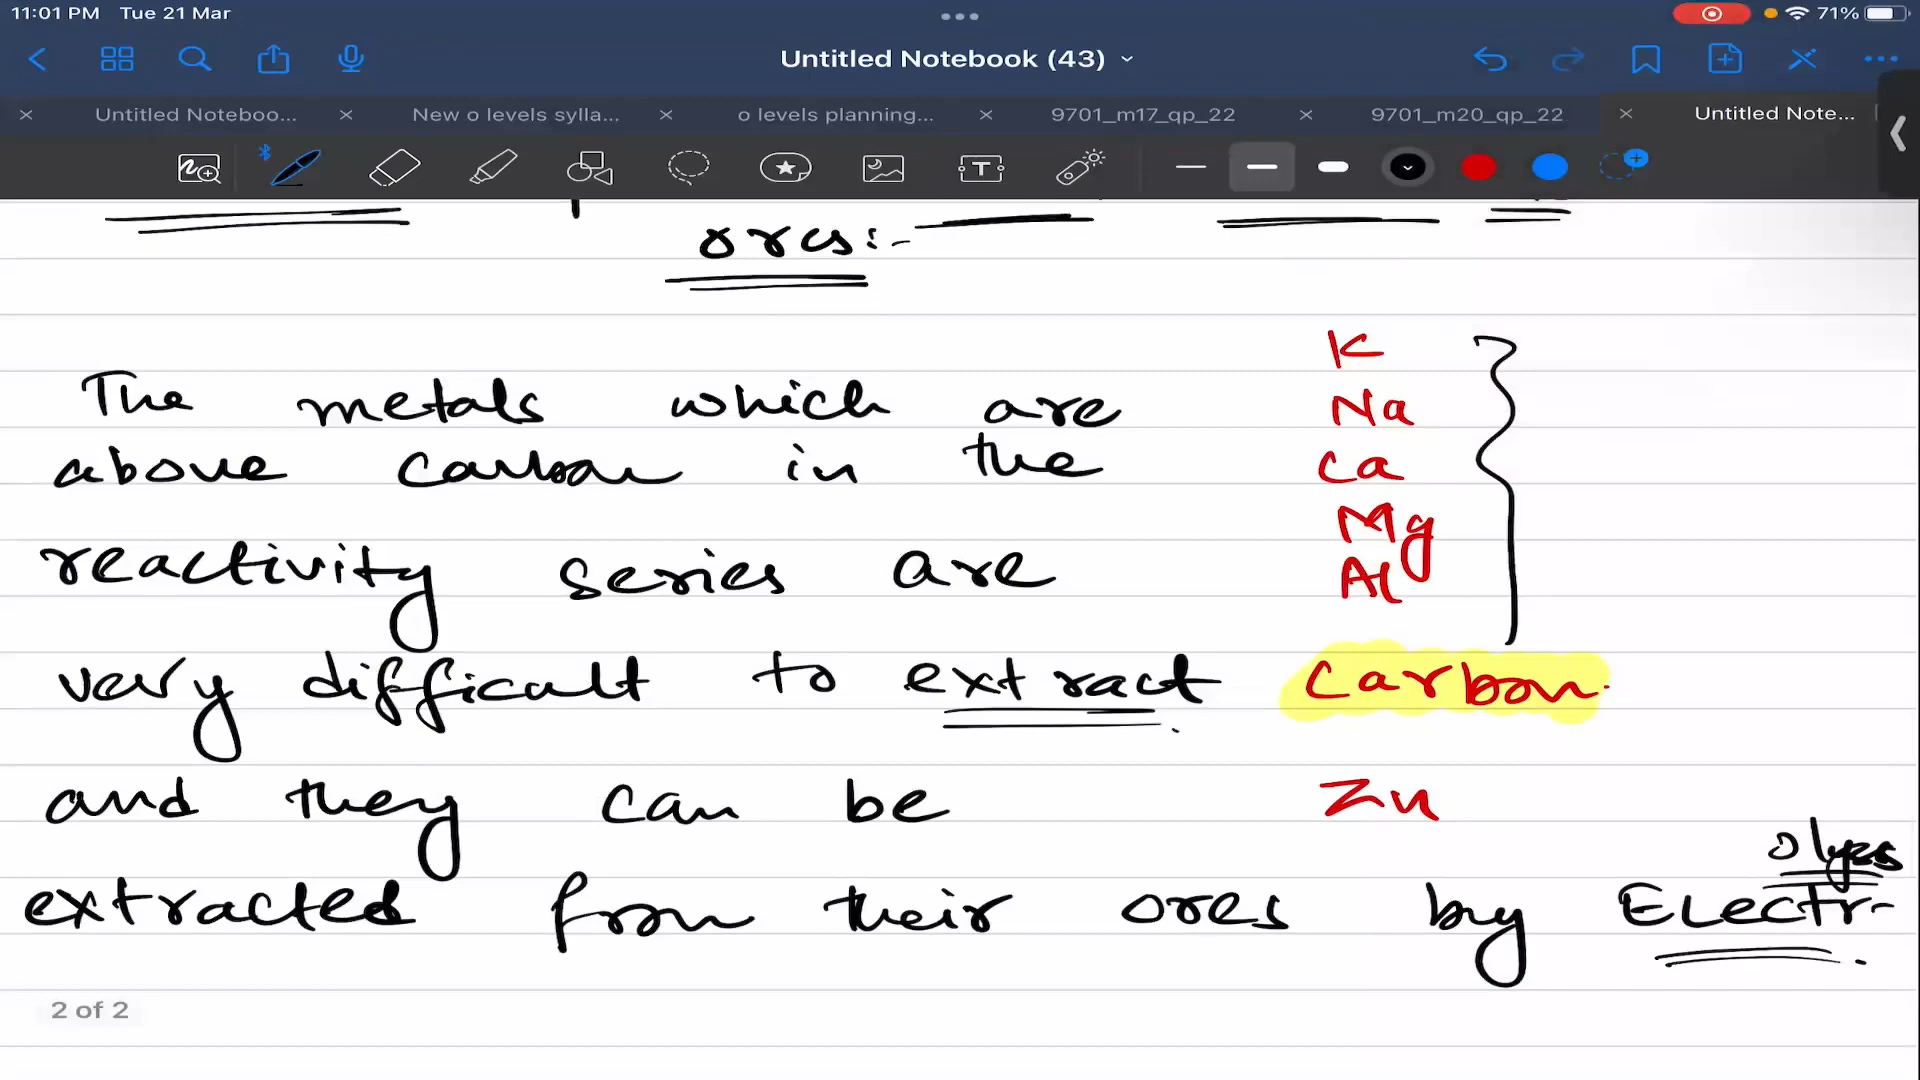 11:01 PM Tue 21 Mar
71%
Untitled Notebook (43)
Untitled Noteboo...
New o levels sylla...
o levels planning...
9701_m17_qp_22
9701_m20_qp_22
Untitled Note...
T
ores:-
K
The metals which are
Na
above carbon in the
Ca
Mg
reactivity series are
Al
very difficult to extract
Carbon.
and they can be
Zn
olyss
extracted from their ores by Electr-
2 of 2